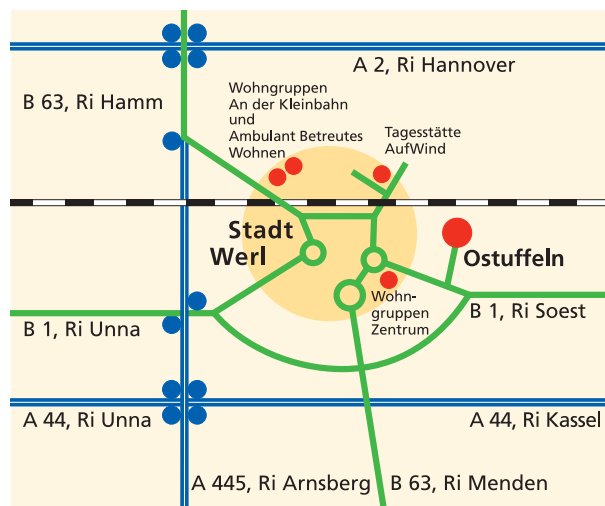 A 2, Ri Hannover
B 63, Ri Hamm
Wohngruppen
An der Kleinbahn
und
Ambulant Betreutes
Wohnen
Tagesstätte
AufWind
Stadt
Werl
Ostuffeln
Wohn-
gruppen
Zentrum
B 1, Ri Soest
B 1, Ri Unna
A 44, Ri Unna
A 44, Ri Kassel
A 445, Ri Arnsberg
B 63, Ri Menden